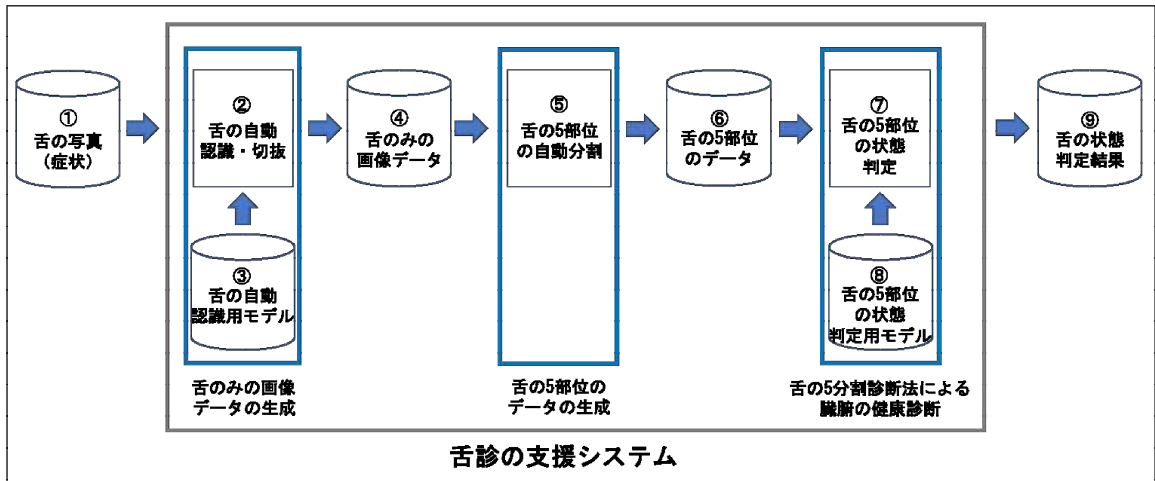 ①
舌の写真
(症状)
②
舌の自動
認識・切抜
③
舌の自動
認識用モデル
舌のみの画像
データの生成
④
舌のみの
画像データ
⑤
舌の5部位
の自動分割
舌の5部位の
データの生成
⑥
舌の5部位
のデータ
⑦
舌の5部位
の状態
判定
⑧
舌の5部位
の状態
判定用モデル
舌の5分割診断法による
臓腑の健康診断
⑨
舌の状態
判定結果
舌診の支援システム